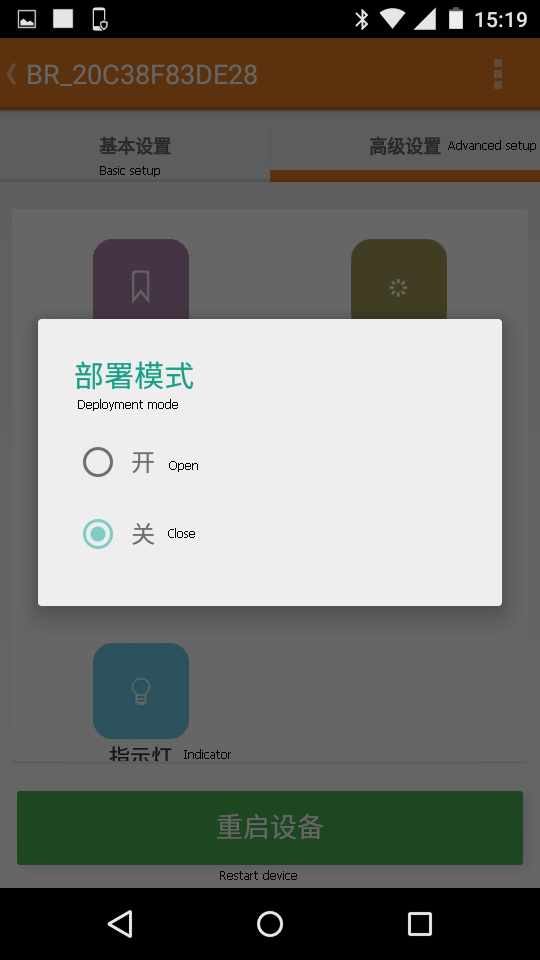 15:19
BR_20C38F83DE28
基本设置
Basic setup
高级设置 Advanced setup
部署模式
Deployment mode
开 Open
关 Close
指示灯 Indicator
重启设备
Restart device